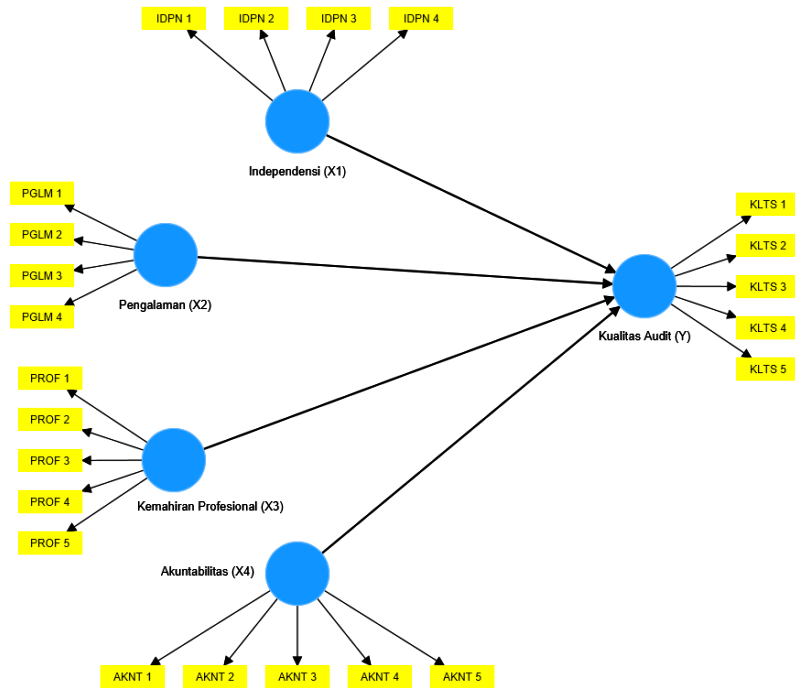 IDPN 1
IDPN 2
IDPN 3
IDPN 4
Independensi (X1)
PGLM 1
PGLM 2
PGLM 3
PGLM 4
Pengalaman (X2)
KLTS 1
KLTS 2
KLTS 3
KLTS 4
KLTS 5
Kualitas Audit (Y)
PROF 1
PROF 2
PROF 3
PROF 4
PROF 5
Kemahiran Profesional (X3)
Akuntabilitas (X4)
AKNT 1
AKNT 2
AKNT 3
AKNT 4
AKNT 5